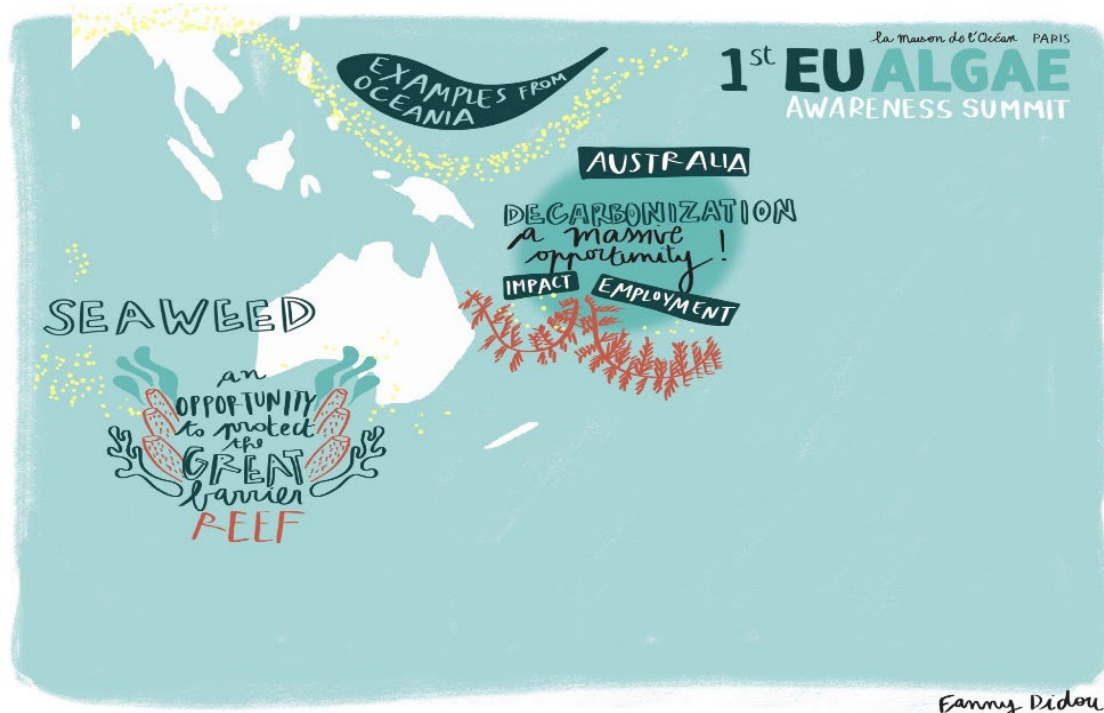 la maison de l'Océan PARIS
1st EU ALGAE
AWARENESS SUMMIT
EXAMPLES FROM
OCEANIA
AUSTRALIA
DECARBONIZATION
a massive
opportunity !
IMPACT EMPLOYMENT
SEAWEED
an
OPPORTUNITY
to protect
the
GREAT
barrier
REEF
Fanny Didou